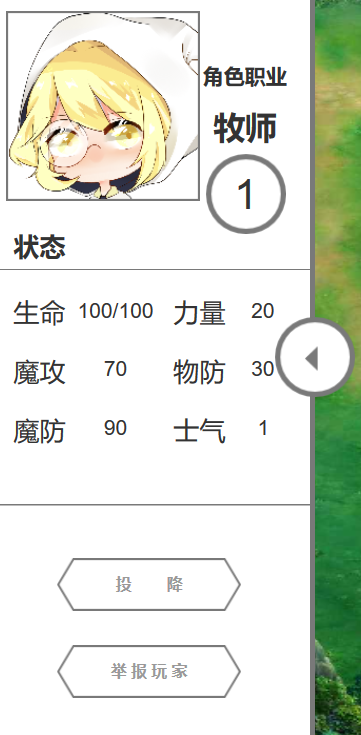 角色职业
牧师
1
状态
生命 100/100 力量 20
魔攻 70 物防 30
魔防 90 士气 1
投 降
举报玩家